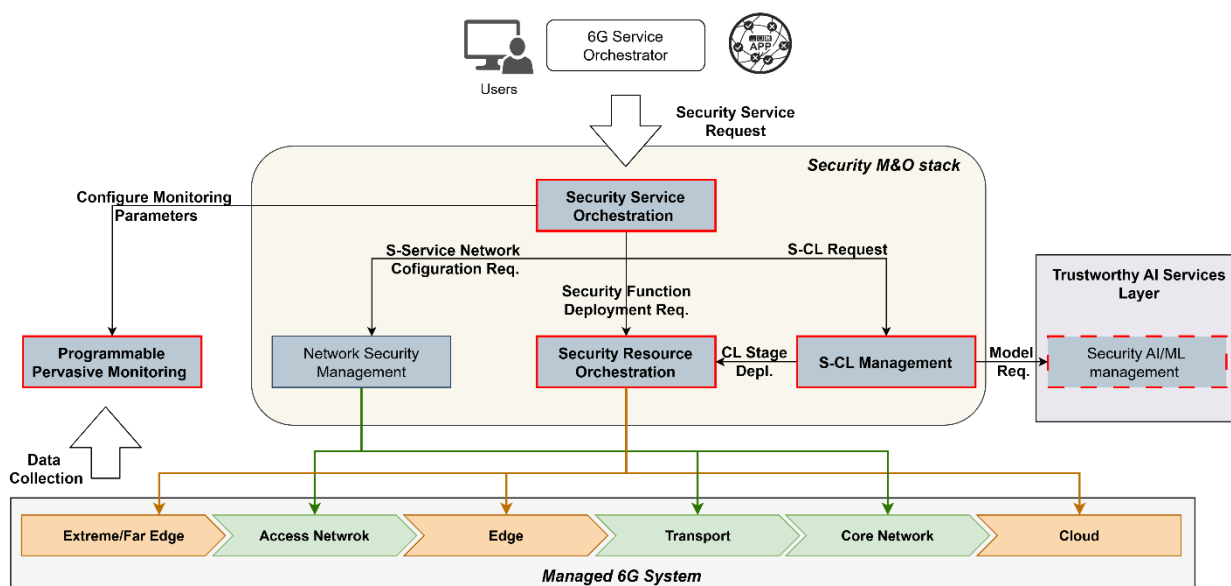 6G Service
Orchestrator
APP
Users
Security Service
Request
Security M&O stack
Configure Monitoring
Parameters
Security Service
Orchestration
S-Service Network
Cofiguration Req.
S-CL Request
Security Function
Deployment Req.
Trustworthy AI Services
Layer
Programmable
Pervasive Monitoring
Network Security
Management
Security Resource
Orchestration
CL Stage
Depl.
S-CL Management
Model
Req.
Security AI/ML
management
Data
Collection
Extreme/Far Edge
Access Netwrok
Edge
Transport
Core Network
Cloud
Managed 6G System